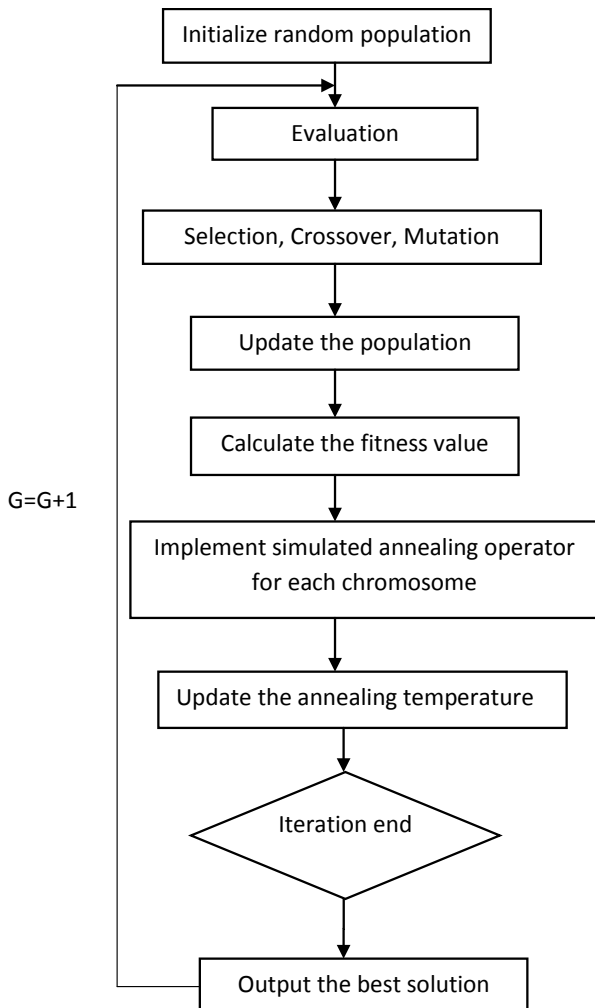 Initialize random population
Evaluation
Selection, Crossover, Mutation
Update the population
Calculate the fitness value
G=G+1
Implement simulated annealing operator
for each chromosome
Update the annealing temperature
Iteration end
Output the best solution